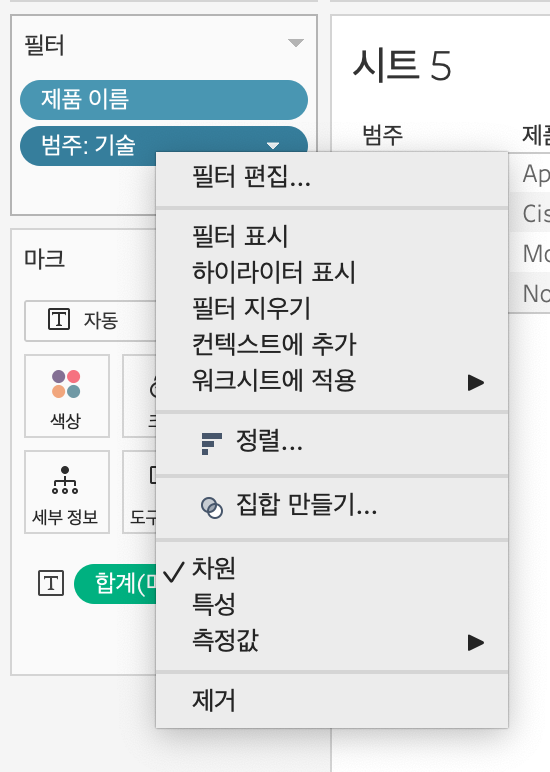 필터
제품 이름
범주: 기술
시트 5
범주
Ap
Cis
Mo
No
필터 편집...
필터 표시
하이라이터 표시
필터 지우기
컨텍스트에 추가
워크시트에 적용
정렬...
집합 만들기...
차원
특성
측정값
제거
마크
T 자동
색상
세부 정보
도구
T 합계(